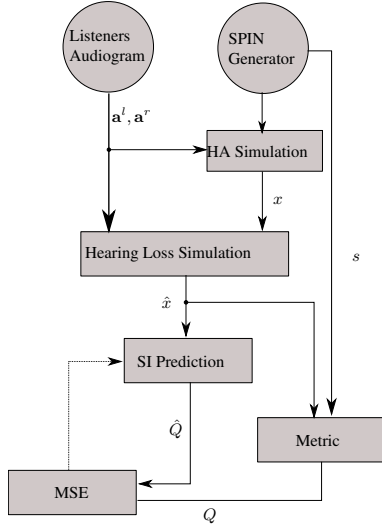 Listeners
Audiogram
SPIN
Generator
a^l, a^r
HA Simulation
x
Hearing Loss Simulation
s
x̂
SI Prediction
Q̂
Metric
MSE
Q